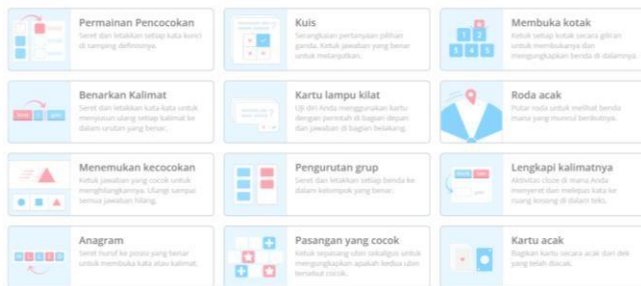 Permainan Pencocokan
Seret dan letakkan setiap kata kunci
di samping definisinya.
Kuis
Serangkaian pertanyaan pilihan
ganda. Ketuk jawaban yang benar
untuk melanjutkan.
Membuka kotak
Ketuk setiap kotak secara giliran
untuk membukanya dan
mengungkapkan benda di dalamnya.
Benarkan Kalimat
Seret dan letakkan kata-kata untuk
menyusun ulang setiap kalimat ke
dalam urutan yang benar.
Kartu lampu kilat
Uji diri Anda menggunakan kartu
dengan perintah di bagian depan
dan jawaban di bagian belakang.
Roda acak
Putar roda untuk melihat benda
mana yang muncul berikutnya.
Menemukan kecocokan
Ketuk jawaban yang cocok untuk
menghilangkannya. Ulangi sampai
semua jawaban hilang.
Pengurutan grup
Seret dan letakkan setiap benda ke
dalam kelompok yang benar.
Lengkapi kalimatnya
Aktivitas cloze di mana Anda
menyeret dan melepas kata ke
ruang kosong di dalam teks.
Anagram
Seret huruf ke posisi yang benar
untuk membuka kata atau kalimat.
Pasangan yang cocok
Ketuk sepasang ubin sekaligus untuk
mengungkapkan apakah kedua ubin
tersebut cocok.
Kartu acak
Bagikan kartu secara acak dari dek
yang telah diacak.